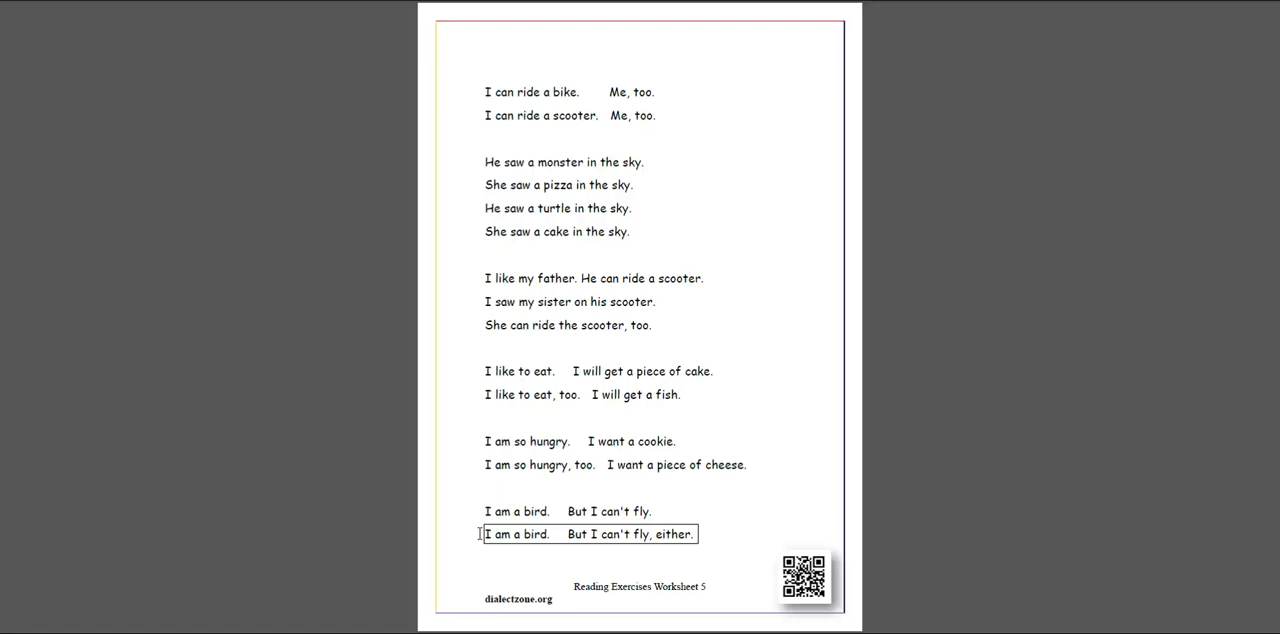 I can ride a bike. Me, too.
I can ride a scooter. Me, too.
He saw a monster in the sky.
She saw a pizza in the sky.
He saw a turtle in the sky.
She saw a cake in the sky.
I like my father. He can ride a scooter.
I saw my sister on his scooter.
She can ride the scooter, too.
I like to eat. I will get a piece of cake.
I like to eat, too. I will get a fish.
I am so hungry. I want a cookie.
I am so hungry, too. I want a piece of cheese.
I am a bird. But I can't fly.
I am a bird. But I can't fly, either.
Reading Exercises Worksheet 5
dialectzone.org